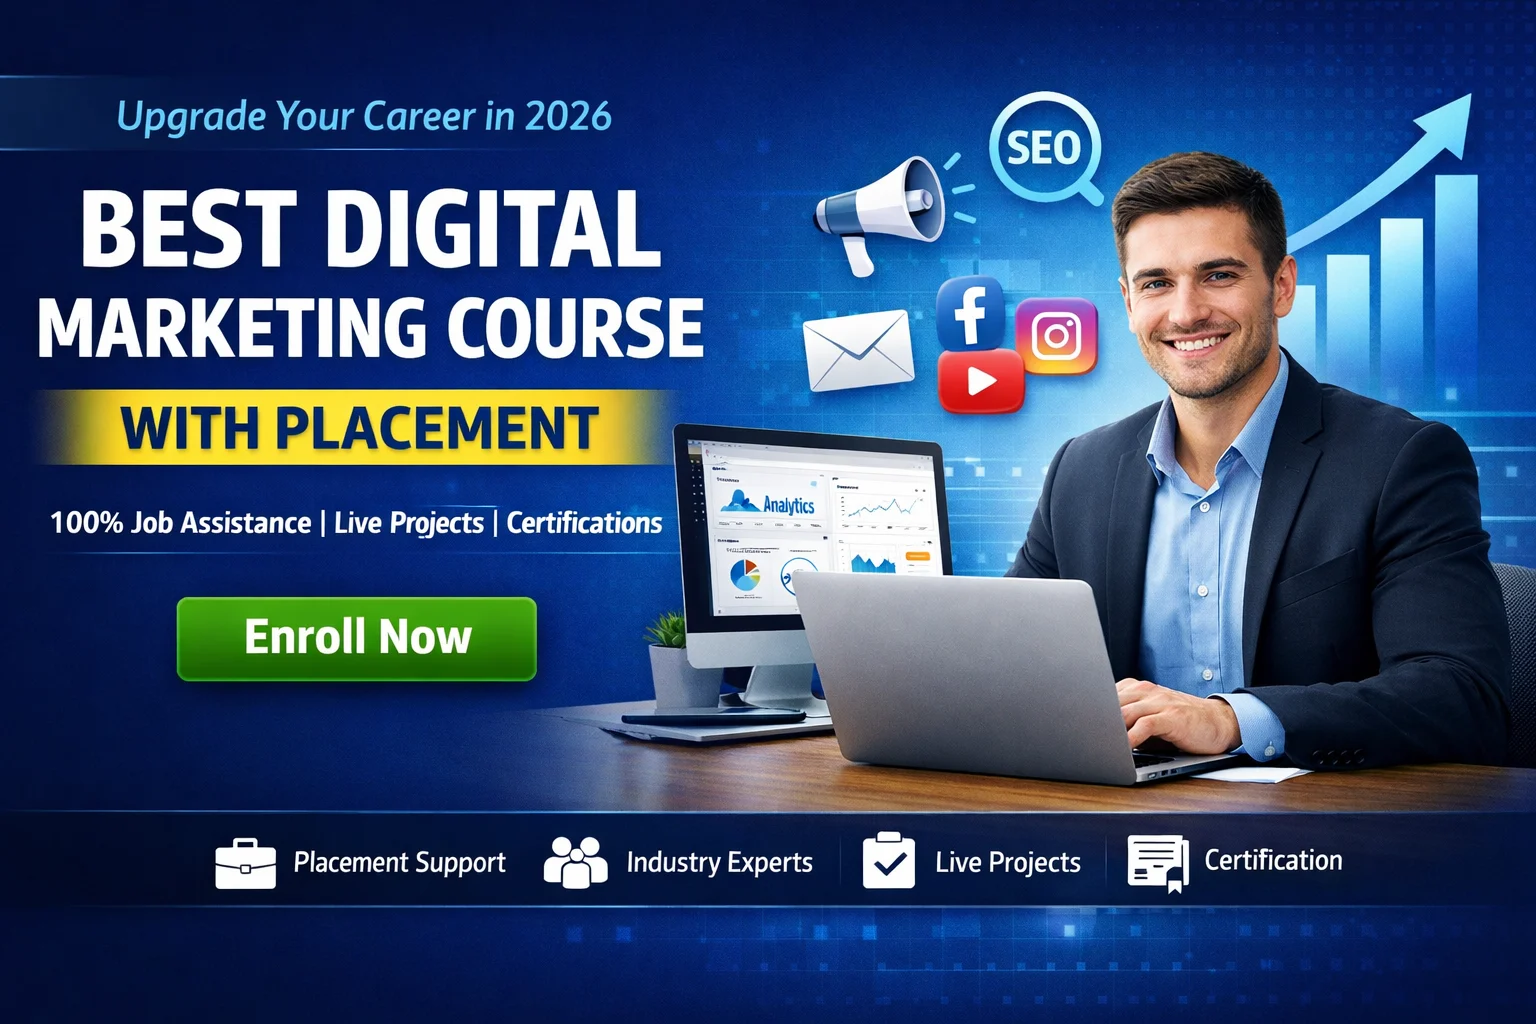 Upgrade Your Career in 2026
BEST DIGITAL
MARKETING COURSE
WITH PLACEMENT
100% Job Assistance | Live Projects | Certifications
Enroll Now
SEO
Analytics
Placement Support
Industry Experts
Live Projects
Certification